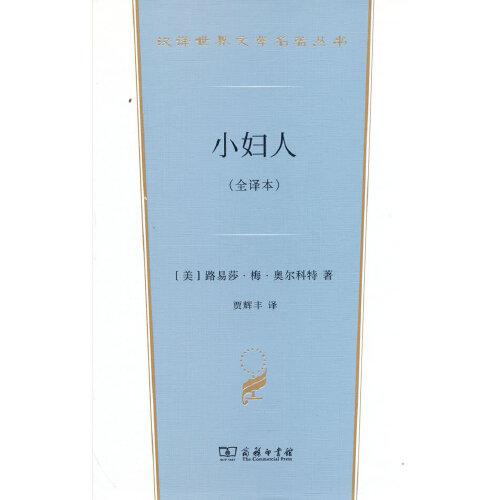 汉译世界文学名著丛书
小妇人
(全译本)
[美]路易莎·梅·奥尔科特 著
贾辉丰 译
商务印书馆
The Commercial Press